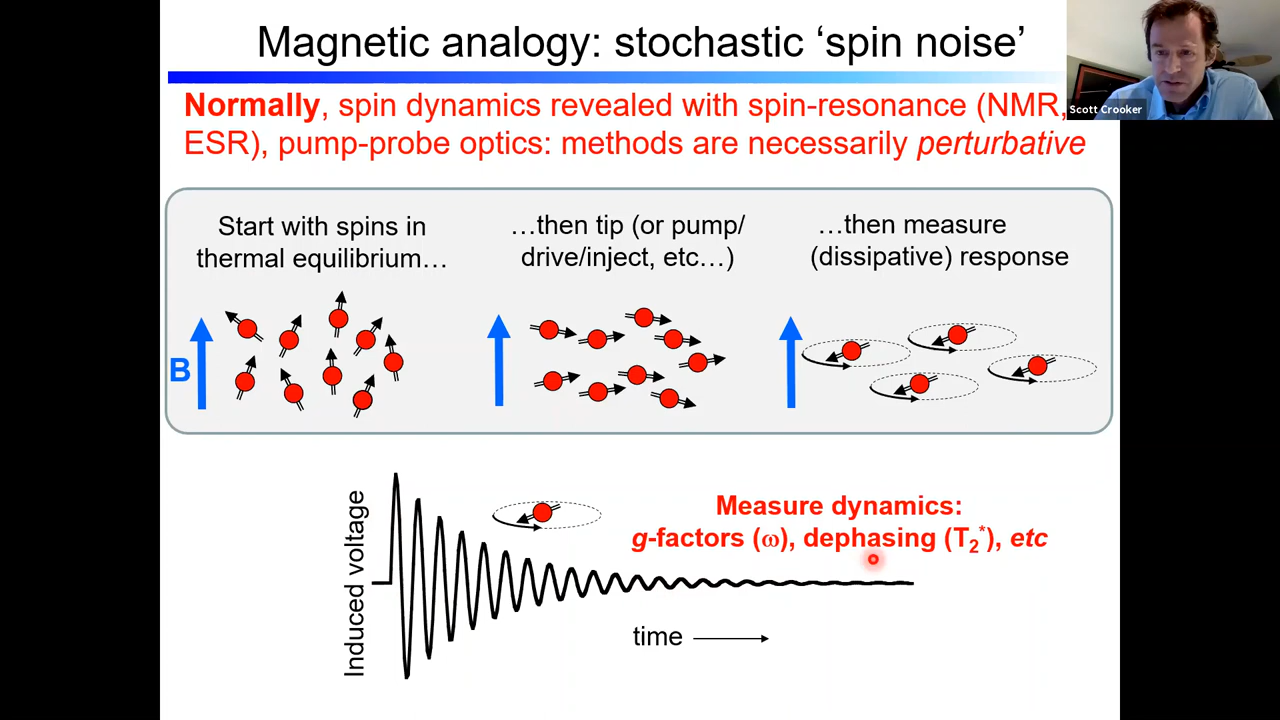 Magnetic analogy: stochastic ‘spin noise’
Scott Crooker
Normally, spin dynamics revealed with spin-resonance (NMR,
ESR), pump-probe optics: methods are necessarily perturbative
Start with spins in
thermal equilibrium…
…then tip (or pump/
drive/inject, etc…)
…then measure
(dissipative) response
B
Induced voltage
Measure dynamics:
g-factors (ω), dephasing (T₂*), etc
time